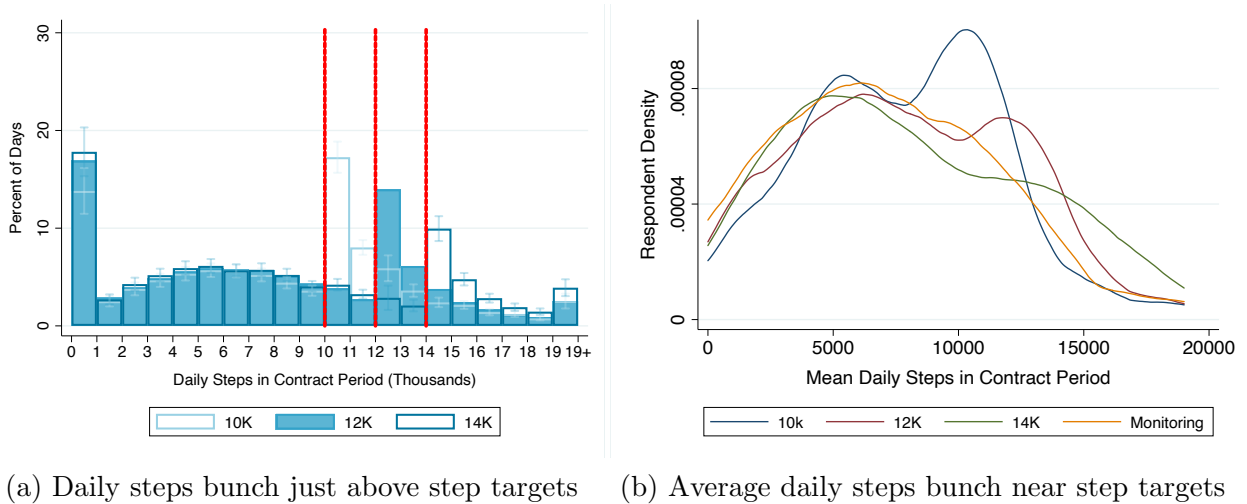 30
20
10
0
Percent of Days
0 1 2 3 4 5 6 7 8 9 10 11 12 13 14 15 16 17 18 19 19+
Daily Steps in Contract Period (Thousands)
10K 12K 14K
.00008
.00004
0
Respondent Density
0 5000 10000 15000 20000
Mean Daily Steps in Contract Period
10k 12K 14K Monitoring
(a) Daily steps bunch just above step targets
(b) Average daily steps bunch near step targets